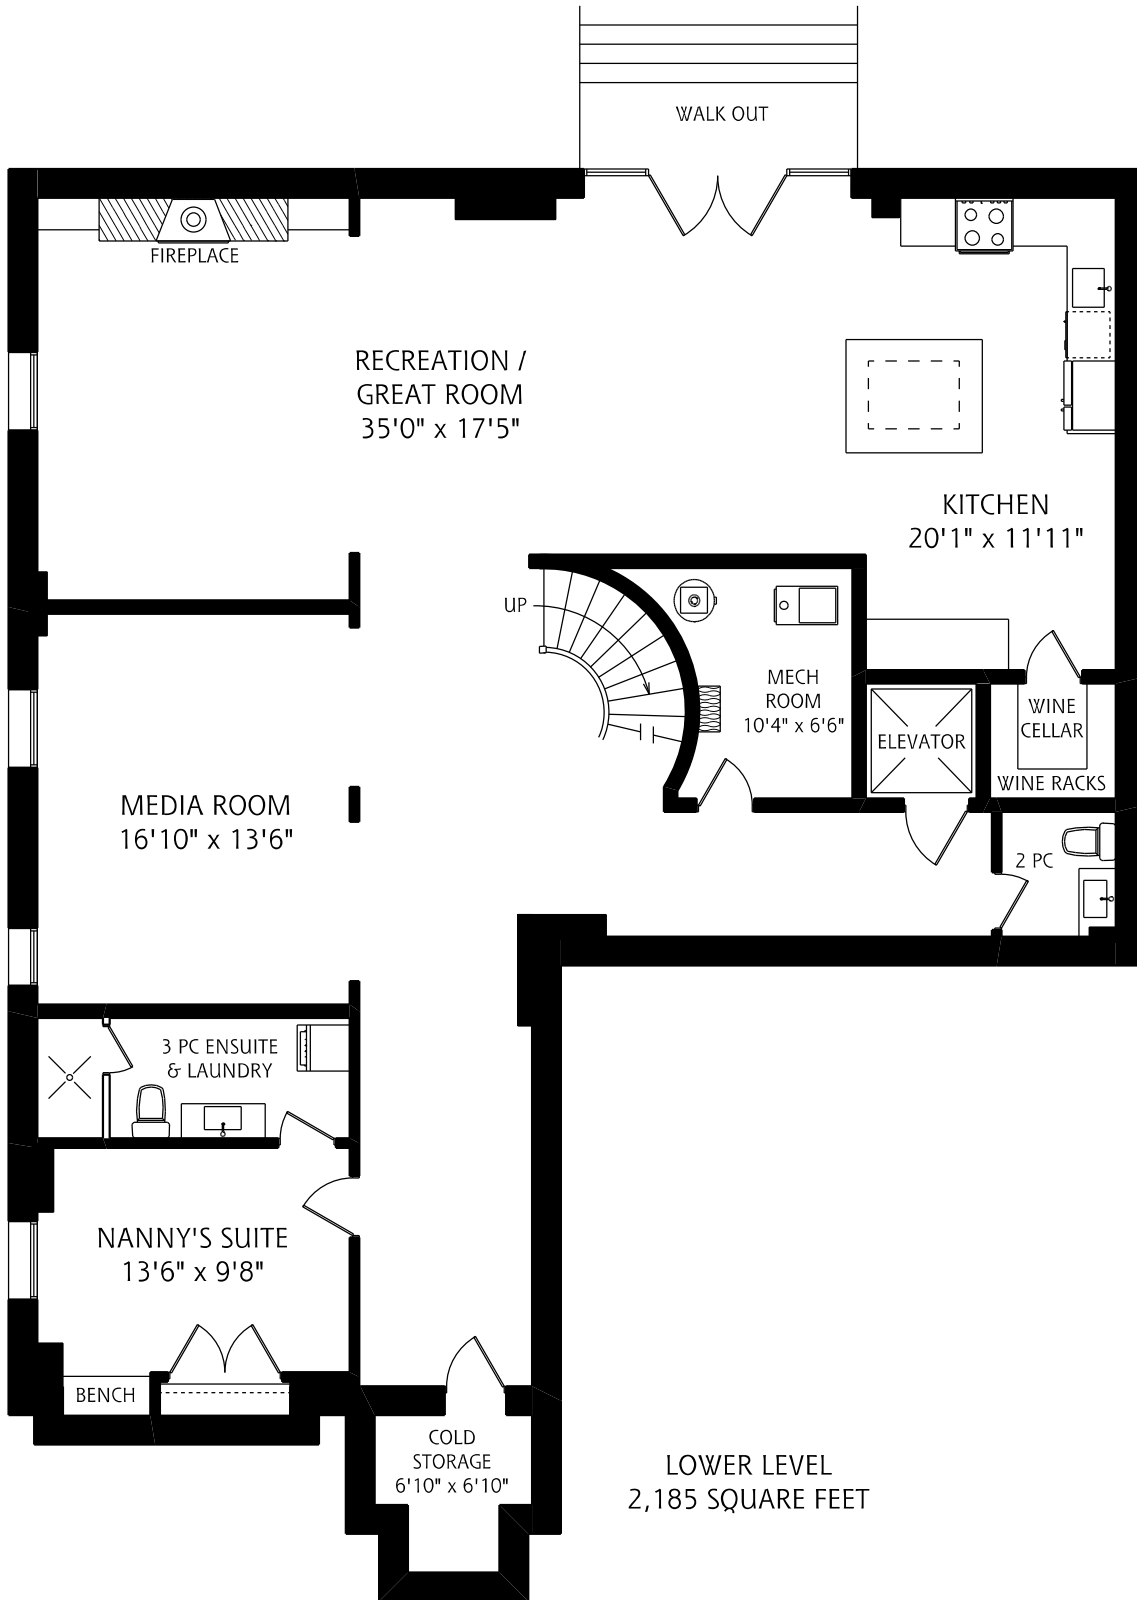 WALK OUT
FIREPLACE
RECREATION /
GREAT ROOM
35'0" x 17'5"
KITCHEN
20'1" x 11'11"
UP
MECH
ROOM
10'4" x 6'6"
WINE
CELLAR
ELEVATOR
WINE RACKS
MEDIA ROOM
16'10" x 13'6"
2 PC
3 PC ENSUITE
& LAUNDRY
NANNY'S SUITE
13'6" x 9'8"
BENCH
COLD
STORAGE
6'10" x 6'10"
LOWER LEVEL
2,185 SQUARE FEET